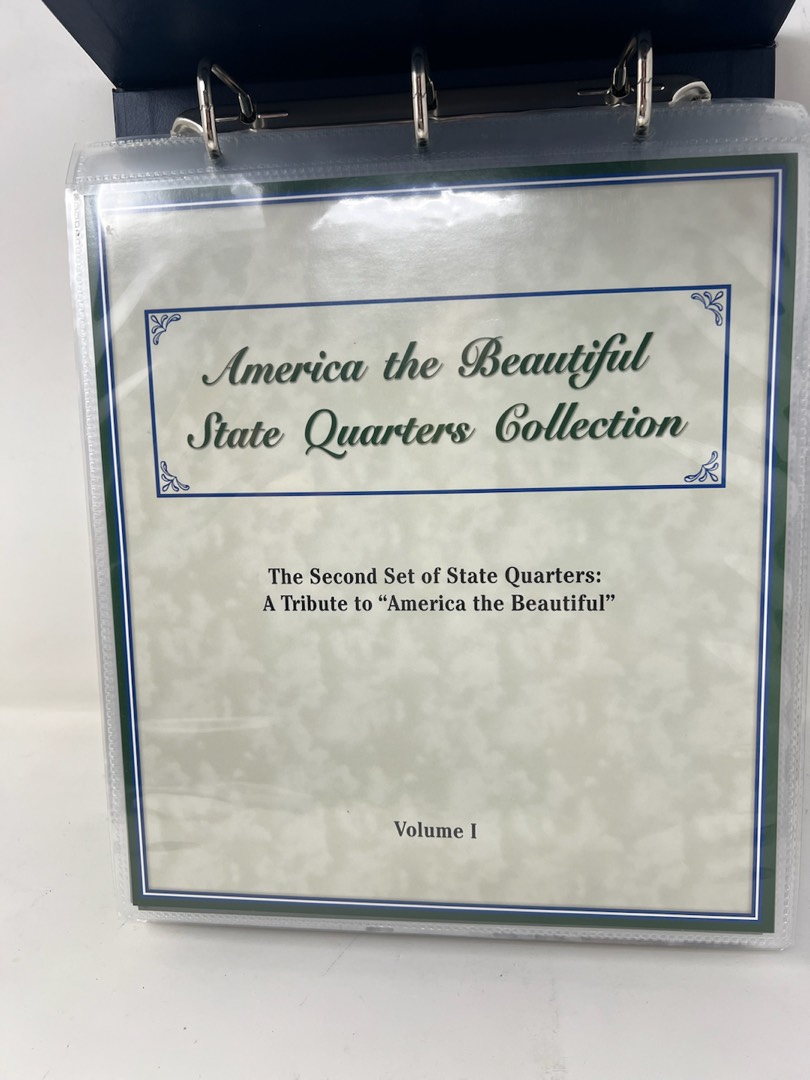 America the Beautiful
State Quarters Collection
The Second Set of State Quarters:
A Tribute to “America the Beautiful”
Volume I